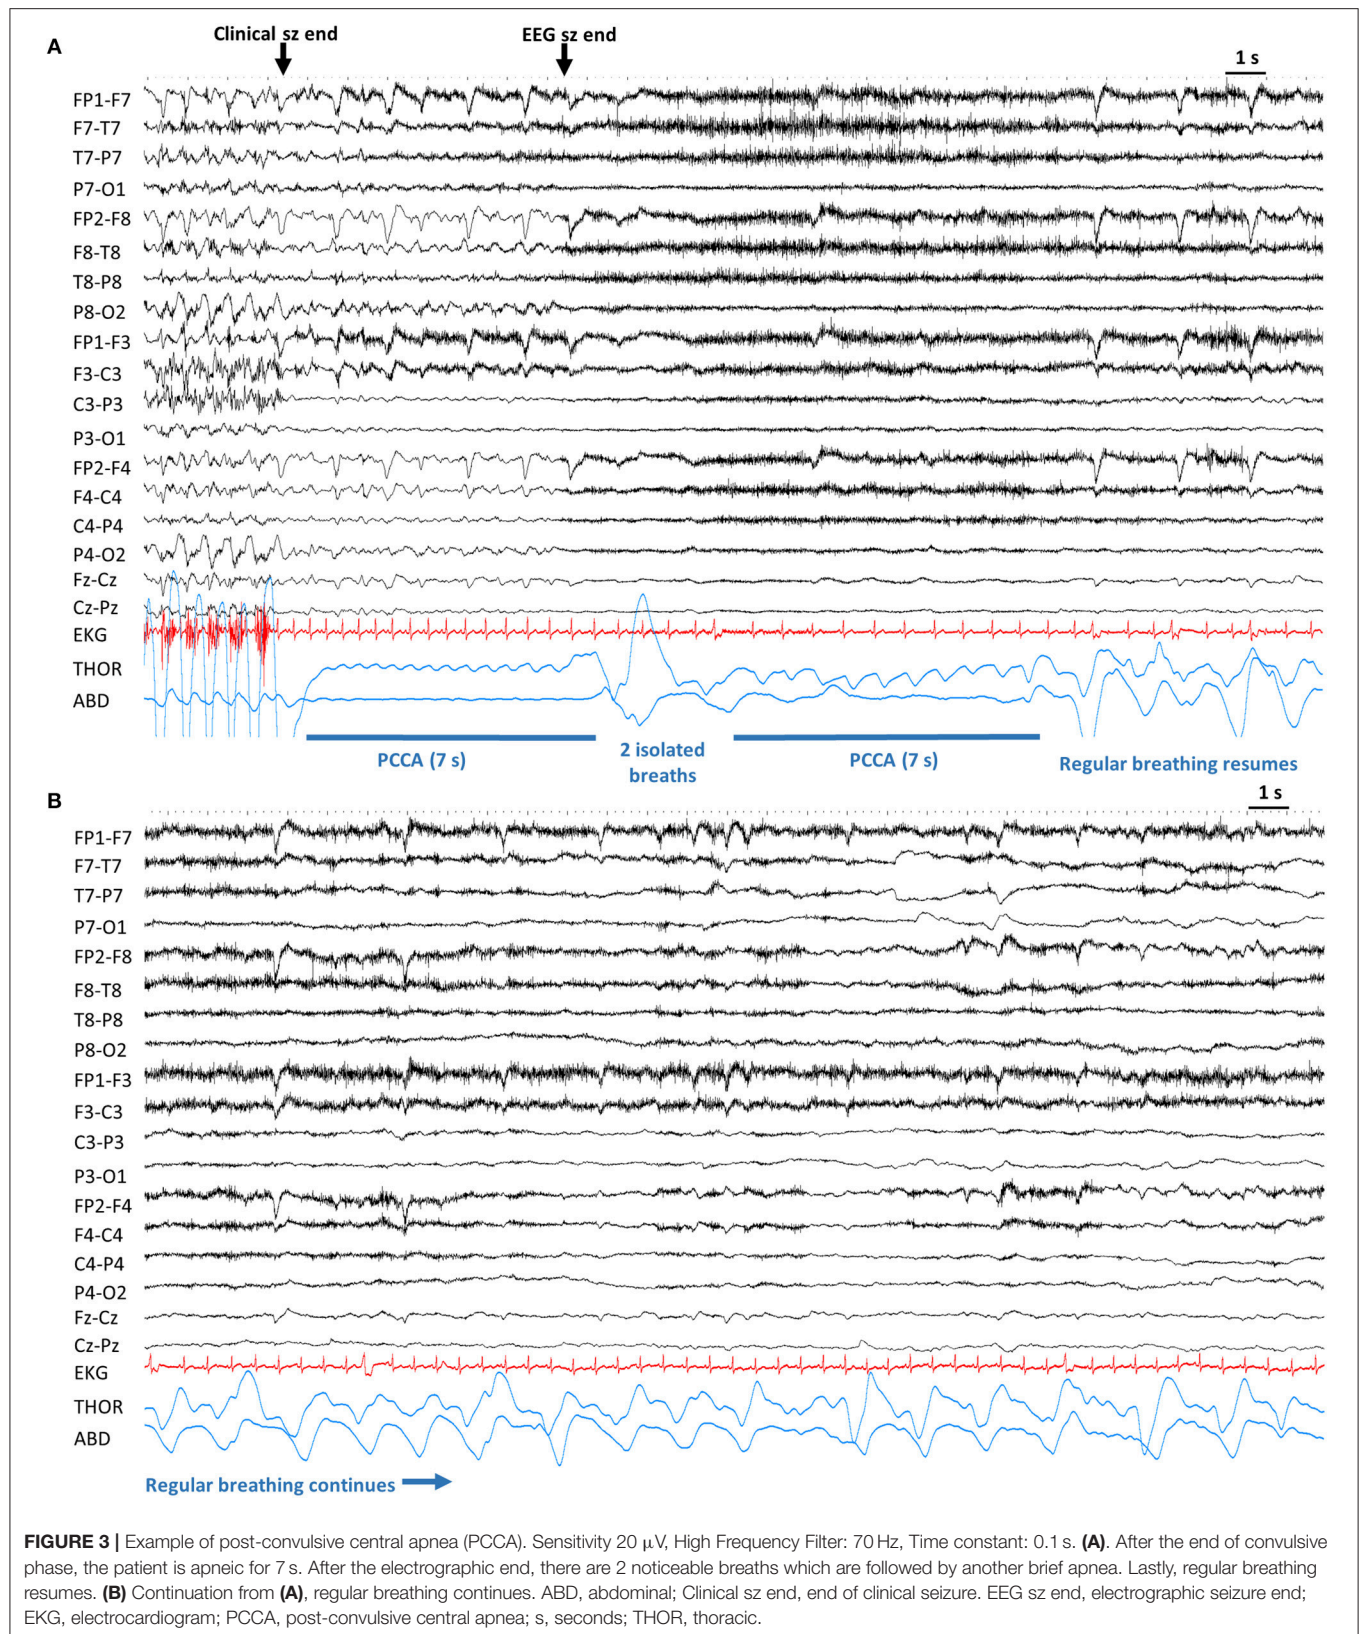 A
Clinical sz end
EEG sz end
1 s
FP1-F7
F7-T7
T7-P7
P7-O1
FP2-F8
F8-T8
T8-P8
P8-O2
FP1-F3
F3-C3
C3-P3
P3-O1
FP2-F4
F4-C4
C4-P4
P4-O2
Fz-Cz
Cz-Pz
EKG
THOR
ABD
PCCA (7 s)
2 isolated
breaths
PCCA (7 s)
Regular breathing resumes
B
1 s
FP1-F7
F7-T7
T7-P7
P7-O1
FP2-F8
F8-T8
T8-P8
P8-O2
FP1-F3
F3-C3
C3-P3
P3-O1
FP2-F4
F4-C4
C4-P4
P4-O2
Fz-Cz
Cz-Pz
EKG
THOR
ABD
Regular breathing continues
FIGURE 3 | Example of post-convulsive central apnea (PCCA). Sensitivity 20 μV, High Frequency Filter: 70 Hz, Time constant: 0.1 s. (A). After the end of convulsive
phase, the patient is apneic for 7 s. After the electrographic end, there are 2 noticeable breaths which are followed by another brief apnea. Lastly, regular breathing
resumes. (B) Continuation from (A), regular breathing continues. ABD, abdominal; Clinical sz end, end of clinical seizure. EEG sz end, electrographic seizure end;
EKG, electrocardiogram; PCCA, post-convulsive central apnea; s, seconds; THOR, thoracic.